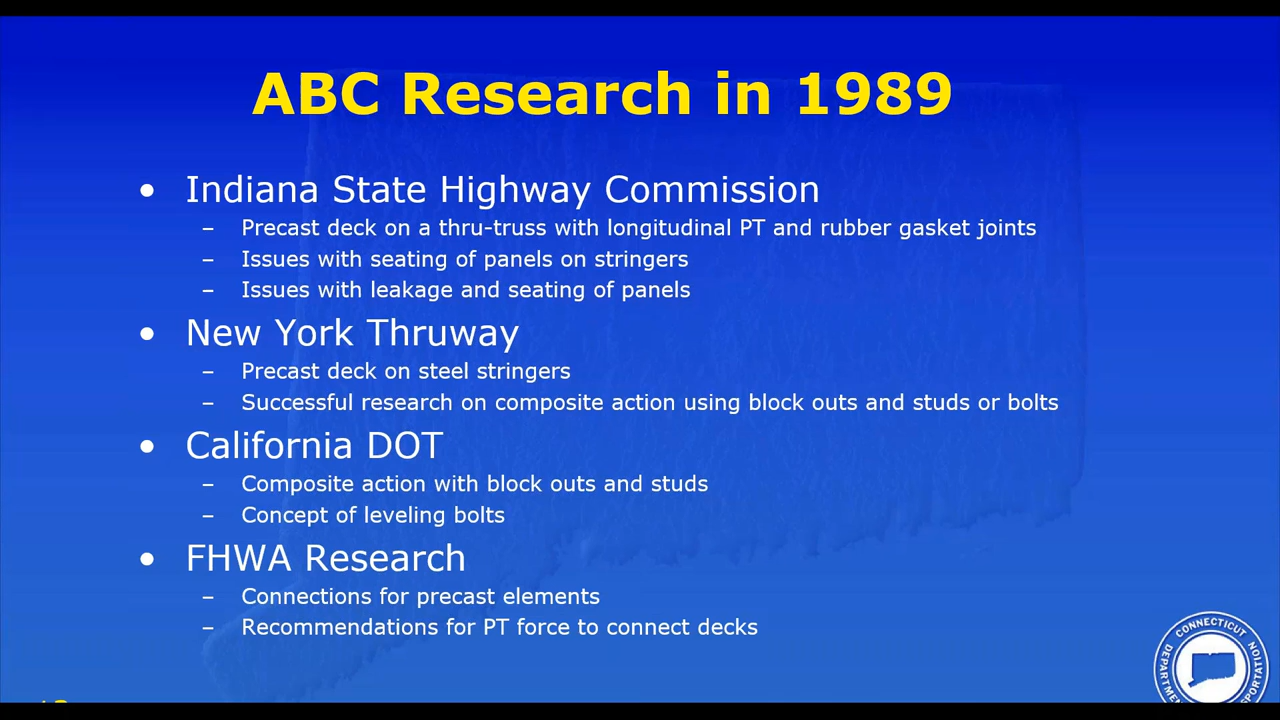 ABC Research in 1989
• Indiana State Highway Commission
– Precast deck on a thru-truss with longitudinal PT and rubber gasket joints
– Issues with seating of panels on stringers
– Issues with leakage and seating of panels
• New York Thruway
– Precast deck on steel stringers
– Successful research on composite action using block outs and studs or bolts
• California DOT
– Composite action with block outs and studs
– Concept of leveling bolts
• FHWA Research
– Connections for precast elements
– Recommendations for PT force to connect decks
CONNECTICUT